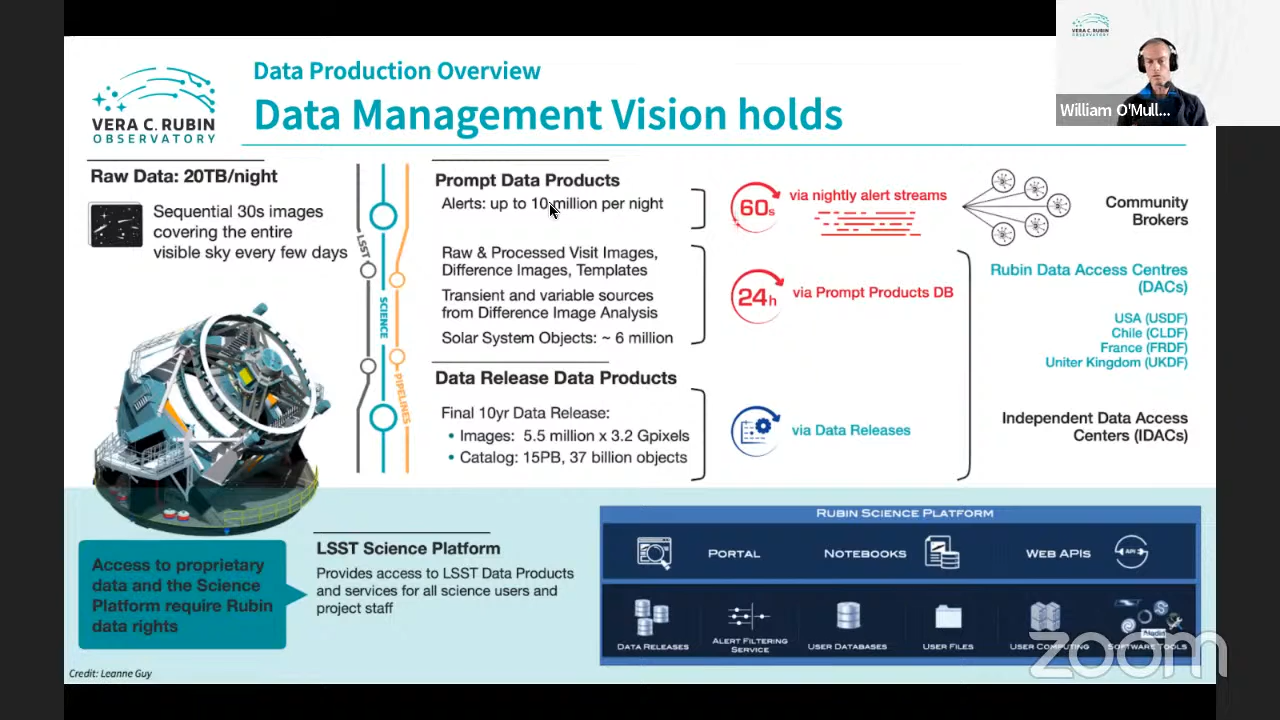 Data Production Overview
Data Management Vision holds
VERA C. RUBIN
OBSERVATORY
VERA C. RUBIN
OBSERVATORY
William O'Mull...
Raw Data: 20TB/night
Sequential 30s images
covering the entire
visible sky every few days
LSST
SCIENCE
PIPELINES
Prompt Data Products
Alerts: up to 10 million per night
Raw & Processed Visit Images,
Difference Images, Templates
Transient and variable sources
from Difference Image Analysis
Solar System Objects: ~ 6 million
Data Release Data Products
Final 10yr Data Release:
• Images: 5.5 million x 3.2 Gpixels
• Catalog: 15PB, 37 billion objects
60s
via nightly alert streams
24h
via Prompt Products DB
via Data Releases
Community
Brokers
Rubin Data Access Centres
(DACs)
USA (USDF)
Chile (CLDF)
France (FRDF)
Uniter Kingdom (UKDF)
Independent Data Access
Centers (IDACs)
Access to proprietary
data and the Science
Platform require Rubin
data rights
LSST Science Platform
Provides access to LSST Data Products
and services for all science users and
project staff
RUBIN SCIENCE PLATFORM
PORTAL
NOTEBOOKS
WEB APIS
API
DATA RELEASES
ALERT FILTERING
SERVICE
USER DATABASES
USER FILES
USER COMPUTING
Aladin
SOFTWARE TOOLS
zoom
Credit: Leanne Guy